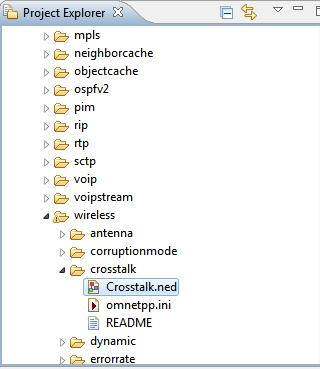 Project Explorer
mpls
neighborcache
objectcache
ospfv2
pim
rip
rtp
sctp
voip
voipstream
wireless
antenna
corruptionmode
crosstalk
Crosstalk.ned
omnetpp.ini
README
dynamic
errorrate